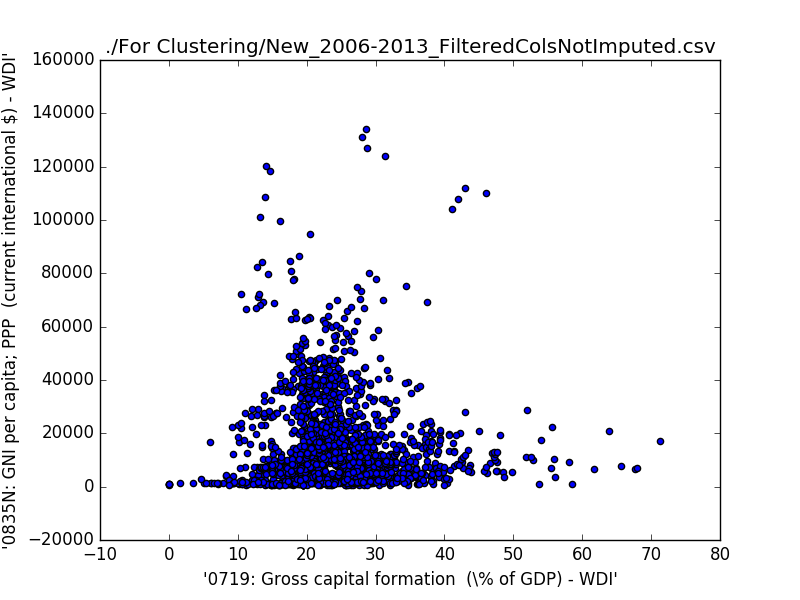 ./For Clustering/New_2006-2013_FilteredColsNotImputed.csv
'0835N: GNI per capita; PPP  (current international $) - WDI'
160000
140000
120000
100000
80000
60000
40000
20000
0
−20000
−10 0 10 20 30 40 50 60 70 80
'0719: Gross capital formation  (\% of GDP) - WDI'